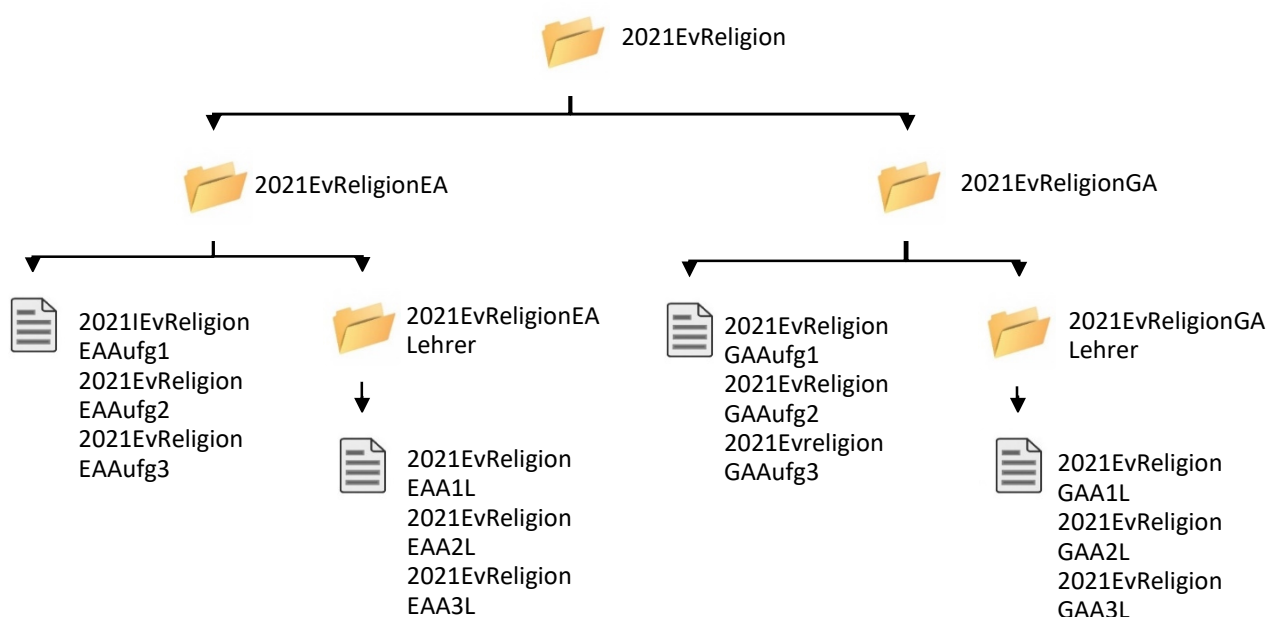 2021EvReligion
2021EvReligionEA
2021EvReligionGA
2021IEvReligion
EAAufg1
2021EvReligion
EAAufg2
2021EvReligion
EAAufg3
2021EvReligionEA
Lehrer
2021EvReligion
EAA1L
2021EvReligion
EAA2L
2021EvReligion
EAA3L
2021EvReligion
GAAufg1
2021EvReligion
GAAufg2
2021Evreligion
GAAufg3
2021EvReligionGA
Lehrer
2021EvReligion
GAA1L
2021EvReligion
GAA2L
2021EvReligion
GAA3L